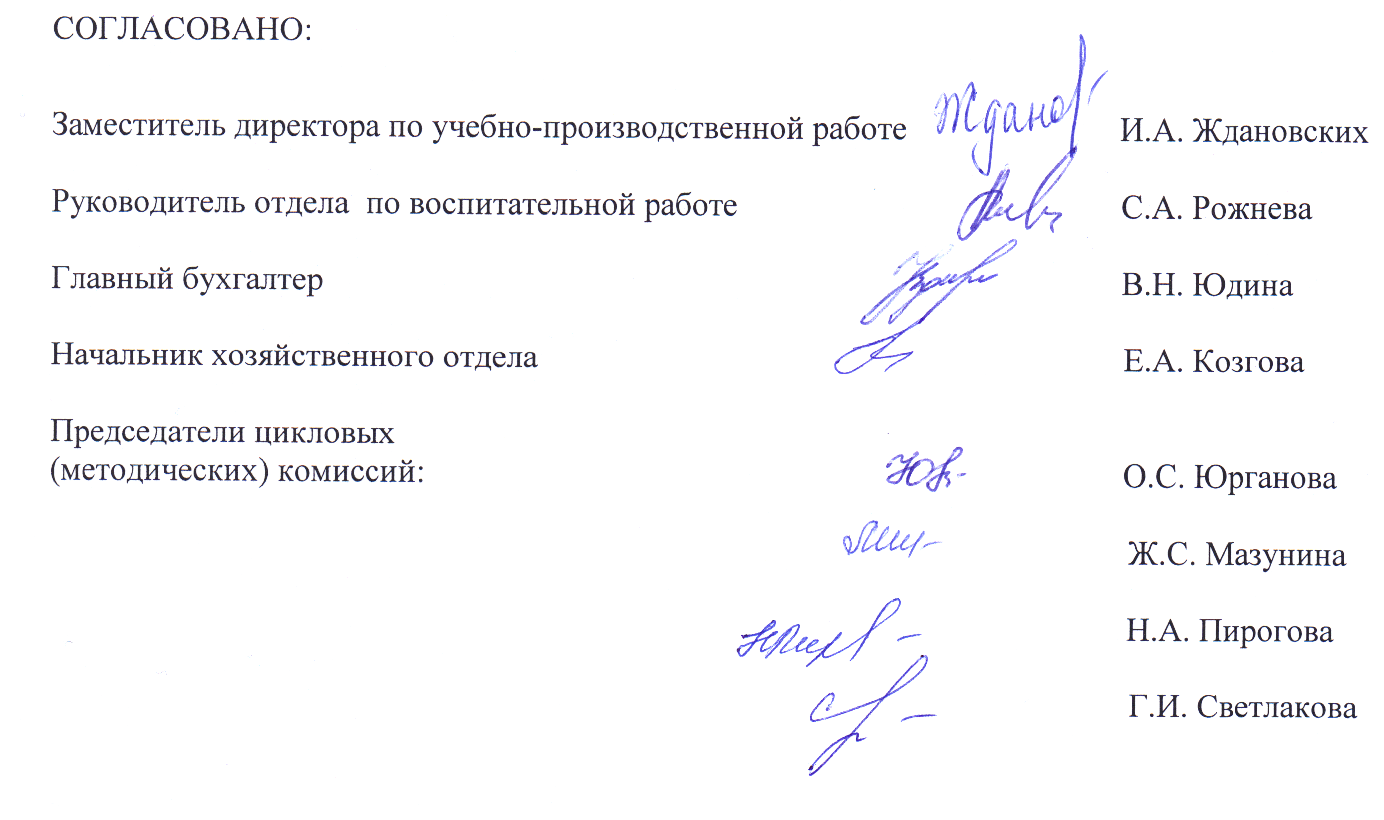 СОГЛАСОВАНО:
Заместитель директора по учебно-производственной работе Жданов И.А. Ждановских
Руководитель отдела по воспитательной работе С.А. Рожнева
Главный бухгалтер В.Н. Юдина
Начальник хозяйственного отдела Е.А. Козгова
Председатели цикловых
(методических) комиссий: О.С. Юрганова
Ж.С. Мазунина
Н.А. Пирогова
Г.И. Светлакова